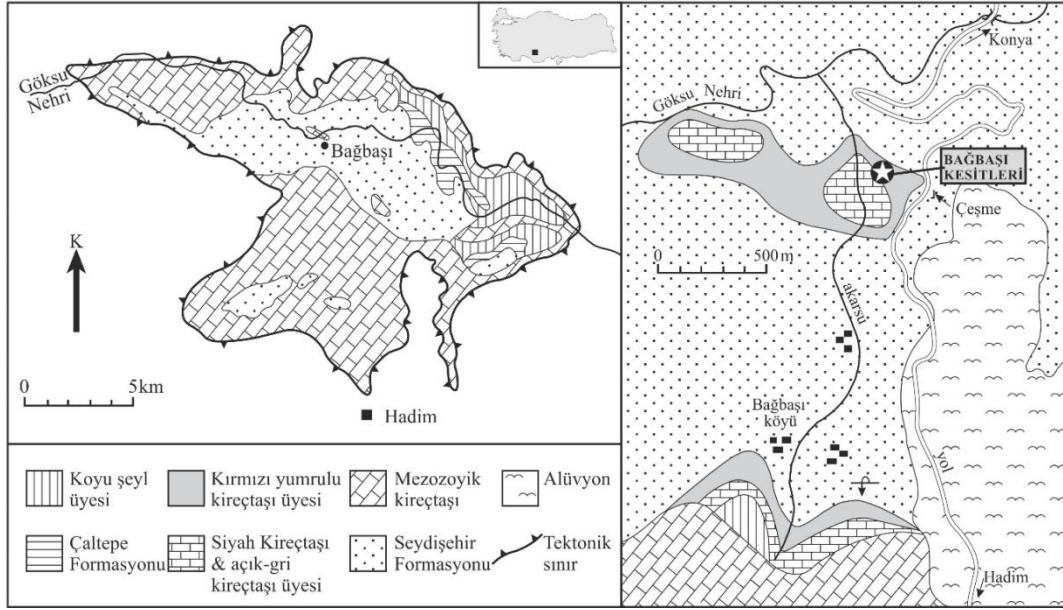 Göksu
Nehri
Bağbaşı
K
0
5km
Hadim
Koyu şeyl
üyesi
Kırmızı yumrulu
kireçtaşı üyesi
Mezozoyik
kireçtaşı
Alüvyon
Çaltepe
Formasyonu
Siyah Kireçtaşı
& açık-gri
kireçtaşı üyesi
Seydişehir
Formasyonu
Tektonik
sınır
Konya
Göksu Nehri
BAĞBAŞI
KESİTLERİ
Çeşme
0
500m
akarsu
Bağbaşı
köyü
yol
Hadim